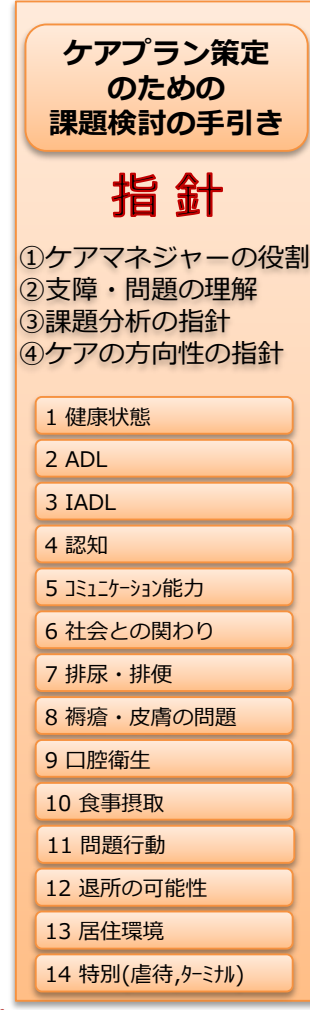 ケアプラン策定
のための
課題検討の手引き
指 針
①ケアマネジャーの役割
②支障・問題の理解
③課題分析の指針
④ケアの方向性の指針
1 健康状態
2 ADL
3 IADL
4 認知
5 ｺﾐｭﾆｹｰｼｮﾝ能力
6 社会との関わり
7 排尿・排便
8 褥瘡・皮膚の問題
9 口腔衛生
10 食事摂取
11 問題行動
12 退所の可能性
13 居住環境
14 特別(虐待,ﾀｰﾐﾅﾙ)